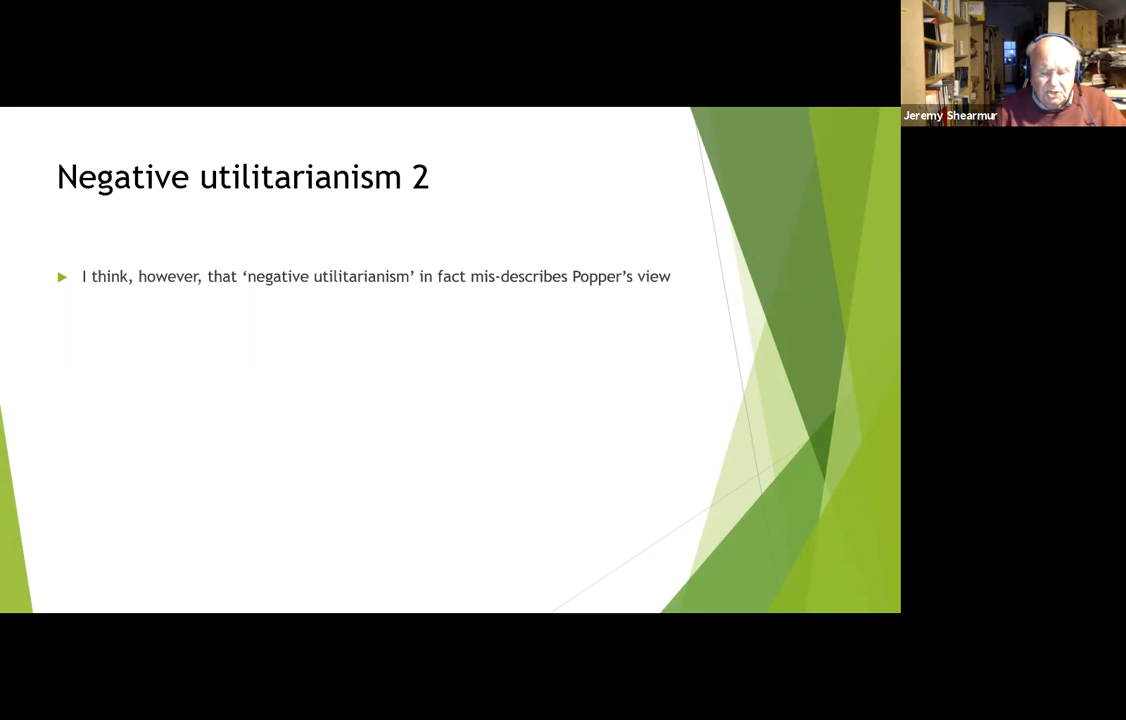 Jeremy Shearmur
Negative utilitarianism 2
I think, however, that ‘negative utilitarianism’ in fact mis-describes Popper’s view